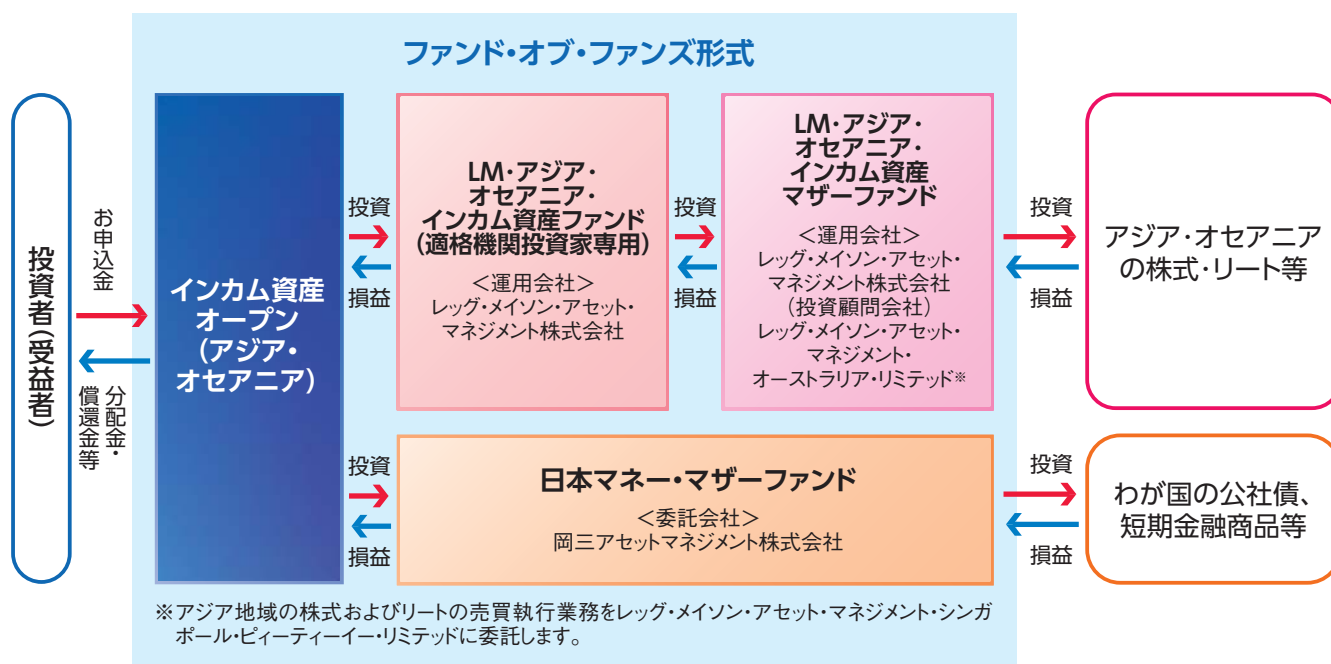 ファンド・オブ・ファンズ形式
投資者(受益者)
お申込金
分配金・
償還金等
インカム資産
オープン
(アジア・
オセアニア)
投資
損益
LM・アジア・
オセアニア・
インカム資産ファンド
(適格機関投資家専用)
＜運用会社＞
レッグ・メイソン・アセット・
マネジメント株式会社
投資
損益
LM・アジア・
オセアニア・
インカム資産
マザーファンド
＜運用会社＞
レッグ・メイソン・アセット・
マネジメント株式会社
(投資顧問会社)
レッグ・メイソン・アセット・
マネジメント・
オーストラリア・リミテッド※
投資
損益
アジア・オセアニア
の株式・リート等
投資
損益
日本マネー・マザーファンド
＜委託会社＞
岡三アセットマネジメント株式会社
投資
損益
わが国の公社債、
短期金融商品等
※アジア地域の株式およびリートの売買執行業務をレッグ・メイソン・アセット・マネジメント・シンガ
ポール・ピィーティーイー・リミテッドに委託します。